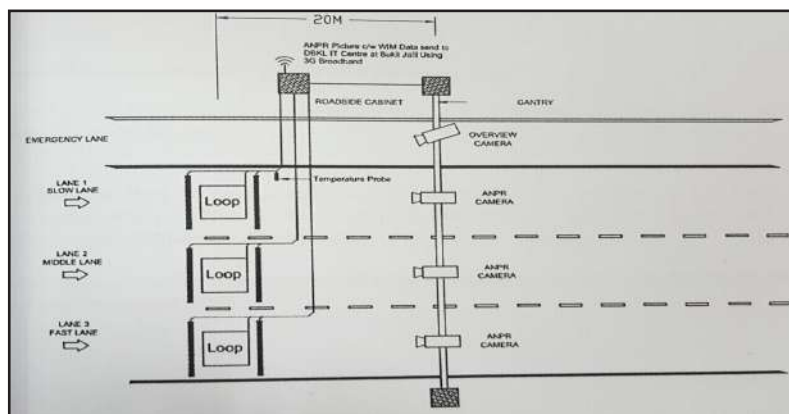 20M
ANPR Picture c/w WIM Data send to
DBKL IT Centre at Bukit Jalil Using
3G Broadband
ROADSIDE CABINET
GANTRY
EMERGENCY LANE
OVERVIEW
CAMERA
LANE 1
SLOW LANE
Temperature Probe
Loop
ANPR
CAMERA
LANE 2
MIDDLE LANE
Loop
ANPR
CAMERA
LANE 3
FAST LANE
Loop
ANPR
CAMERA